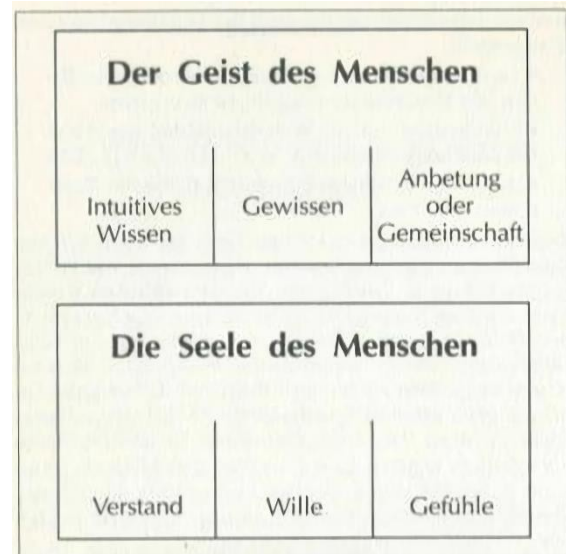 Der Geist des Menschen
Anbetung
Intuitives Gewissen oder
Wissen Gemeinschaft
Die Seele des Menschen
Verstand Wille Gefühle